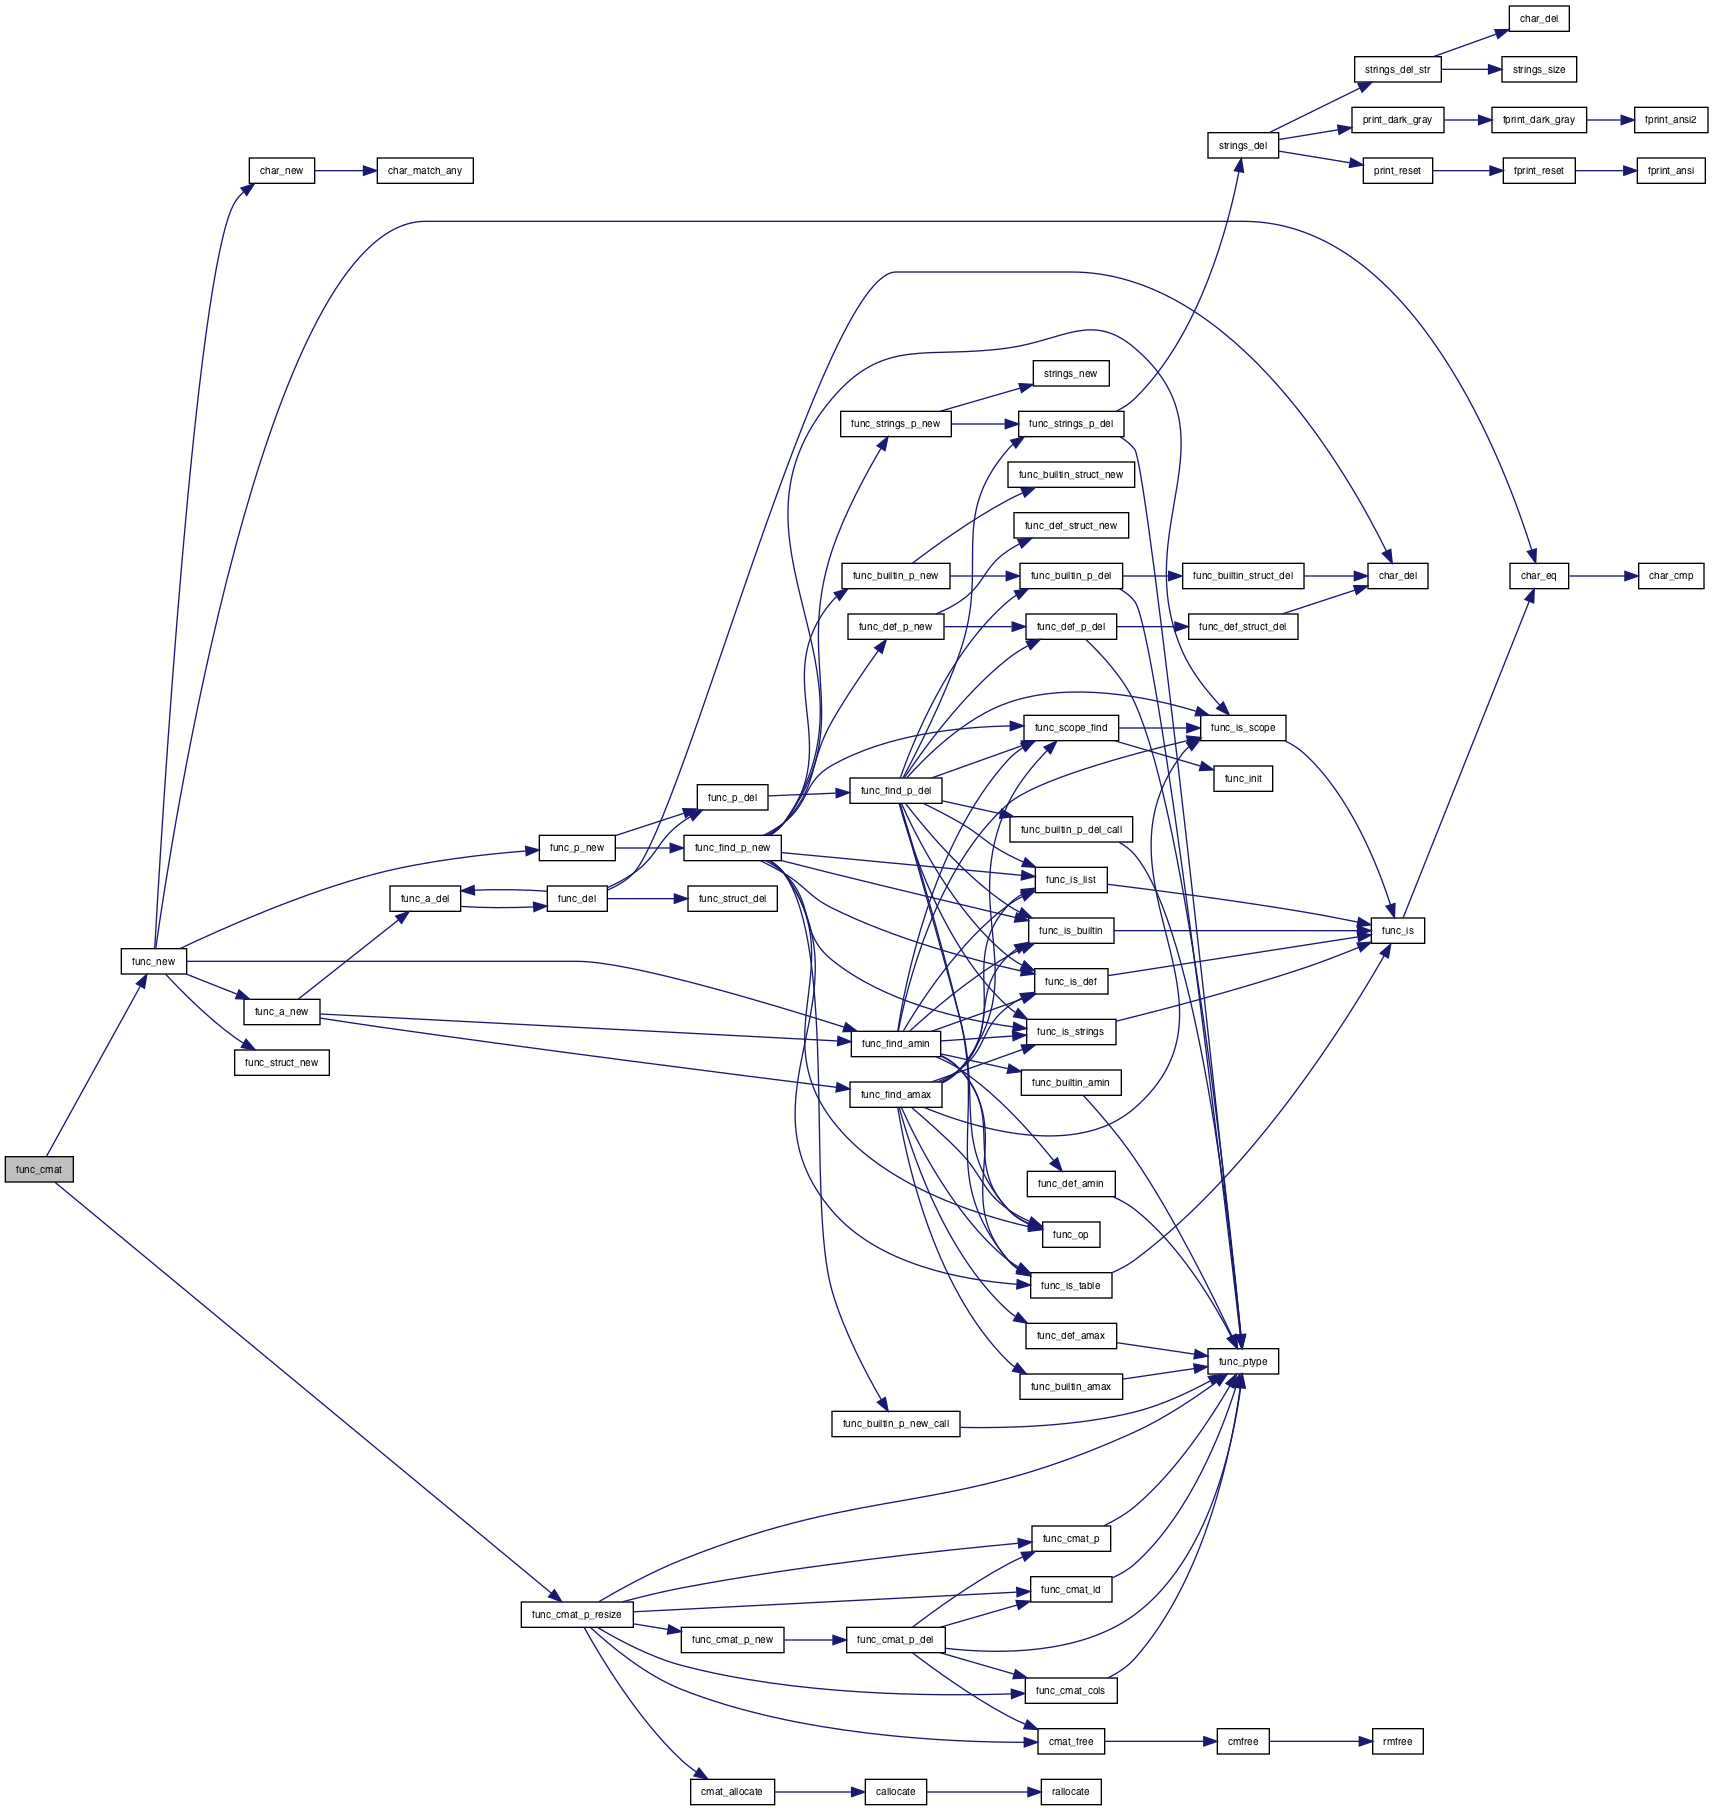 char_del
strings_del_str
strings_size
print_dark_gray
fprint_dark_gray
fprint_ansi2
strings_del
char_new
char_match_any
print_reset
fprint_reset
fprint_ansi
strings_new
func_strings_p_new
func_strings_p_del
func_builtin_struct_new
func_def_struct_new
func_builtin_p_new
func_builtin_p_del
func_builtin_struct_del
char_del
char_eq
char_cmp
func_def_p_new
func_def_p_del
func_def_struct_del
func_scope_find
func_is_scope
func_init
func_p_del
func_find_p_del
func_builtin_p_del_call
func_p_new
func_find_p_new
func_is_list
func_a_del
func_del
func_struct_del
func_is_builtin
func_is
func_new
func_is_def
func_a_new
func_is_strings
func_find_amin
func_struct_new
func_builtin_amin
func_find_amax
func_cmat
func_def_amin
func_op
func_is_table
func_def_amax
func_ptype
func_builtin_amax
func_builtin_p_new_call
func_cmat_p
func_cmat_ld
func_cmat_p_resize
func_cmat_p_new
func_cmat_p_del
func_cmat_cols
cmat_free
cmfree
rmfree
cmat_allocate
callocate
rallocate